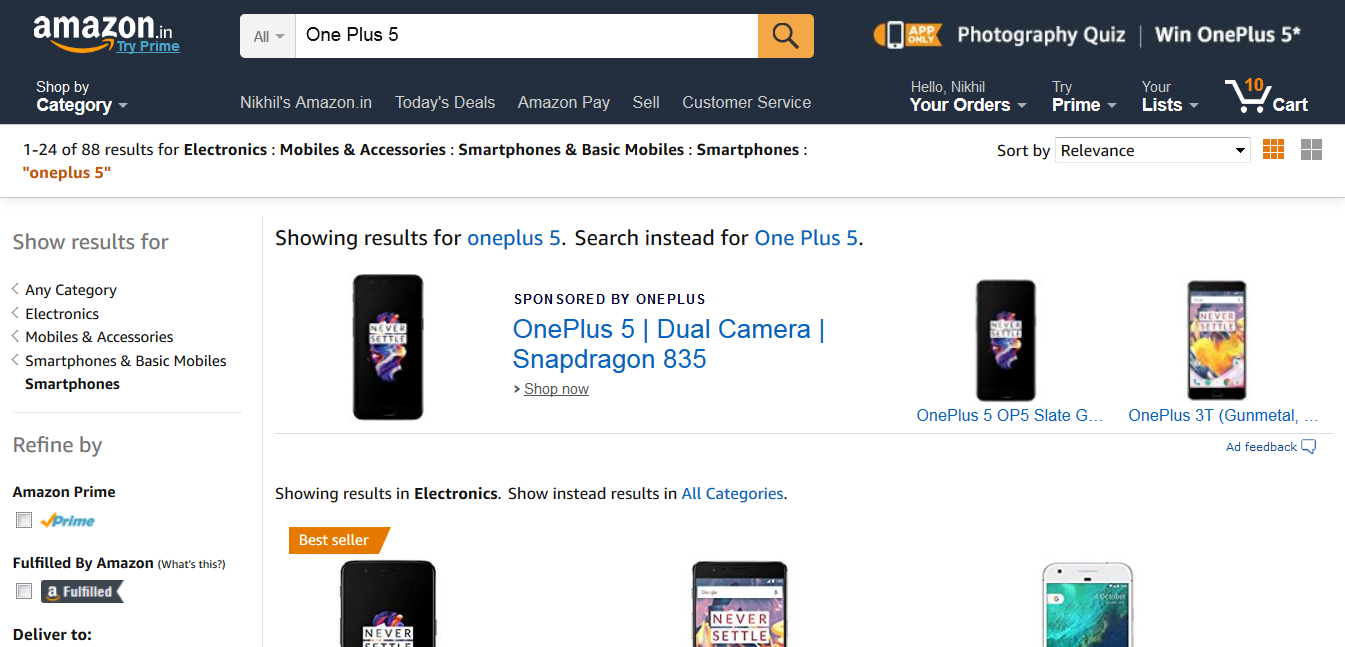 amazon.in
Try Prime
All
One Plus 5
APP ONLY
Photography Quiz | Win OnePlus 5*
Shop by
Category
Nikhil's Amazon.in
Today's Deals
Amazon Pay
Sell
Customer Service
Hello, Nikhil
Your Orders
Try
Prime
Your
Lists
10
Cart
1-24 of 88 results for Electronics : Mobiles & Accessories : Smartphones & Basic Mobiles : Smartphones :
"oneplus 5"
Sort by Relevance
Show results for
Any Category
Electronics
Mobiles & Accessories
Smartphones & Basic Mobiles
Smartphones
Refine by
Amazon Prime
Prime
Fulfilled By Amazon (What's this?)
a Fulfilled
Deliver to:
Showing results for oneplus 5. Search instead for One Plus 5.
NEVER
SETTLE
SPONSORED BY ONEPLUS
OnePlus 5 | Dual Camera |
Snapdragon 835
Shop now
NEVER
SETTLE
OnePlus 5 OP5 Slate G...
NEVER
SETTLE
OnePlus 3T (Gunmetal, ...
Ad feedback
Showing results in Electronics. Show instead results in All Categories.
Best seller
NEVER
SETTLE
Google
NEVER
SETTLE
G
4 October